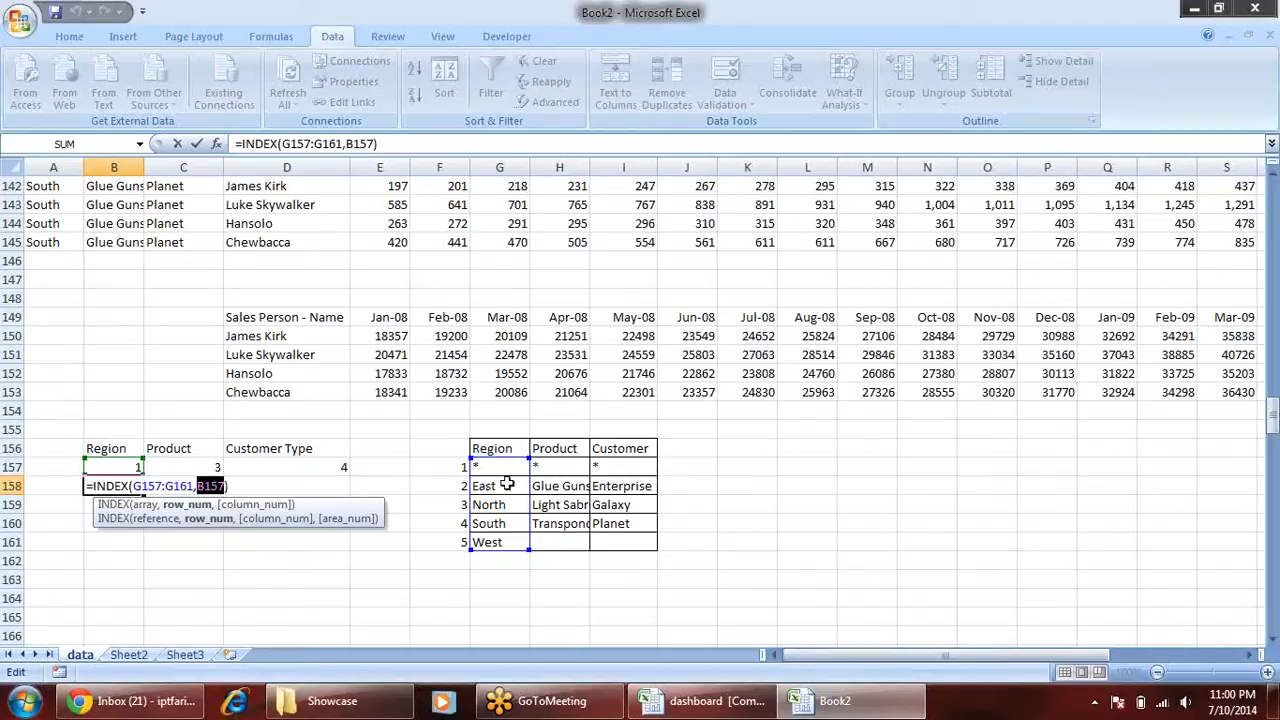 Book2 - Microsoft Excel
Home Insert Page Layout Formulas Data Review View Developer
From Access From Web From Text From Other Sources Existing Connections Refresh All Connections Properties Edit Links Sort Filter Clear Reapply Advanced Text to Columns Remove Duplicates Data Validation Consolidate What-If Analysis Group Ungroup Subtotal Show Detail Hide Detail
Get External Data Connections Sort & Filter Data Tools Outline
SUM =INDEX(G157:G161,B157)
A B C D E F G H I J K L M N O P Q R S
142 South Glue Guns Planet James Kirk 197 201 218 231 247 267 278 295 315 322 338 369 404 418 437
143 South Glue Guns Planet Luke Skywalker 585 641 701 765 767 838 891 931 940 1,004 1,011 1,095 1,134 1,245 1,291
144 South Glue Guns Planet Hansolo 263 272 291 295 296 310 315 320 348 361 397 403 431 450 478
145 South Glue Guns Planet Chewbacca 420 441 470 505 554 561 611 611 667 680 717 726 739 774 835
146
147
148
149 Sales Person - Name Jan-08 Feb-08 Mar-08 Apr-08 May-08 Jun-08 Jul-08 Aug-08 Sep-08 Oct-08 Nov-08 Dec-08 Jan-09 Feb-09 Mar-09
150 James Kirk 18357 19200 20109 21251 22498 23549 24652 25824 27106 28484 29729 30988 32692 34291 35838
151 Luke Skywalker 20471 21454 22478 23531 24559 25803 27063 28514 29846 31383 33034 35160 37043 38885 40726
152 Hansolo 17833 18732 19552 20676 21746 22862 23808 24760 26086 27380 28807 30113 31822 33725 35203
153 Chewbacca 18341 19233 20086 21064 22301 23357 24830 25963 27326 28555 30320 31770 32924 34298 36430
154
155
156 Region Product Customer Type Region Product Customer
157 1 3 4 1 * * *
158 =INDEX(G157:G161,B157) 2 East Glue Guns Enterprise
159 INDEX(array, row_num, [column_num]) 3 North Light Sabr Galaxy
160 INDEX(reference, row_num, [column_num], [area_num]) 4 South Transpond Planet
161 5 West
162
163
164
165
166
data Sheet2 Sheet3
Edit 100%
Inbox (21) - iptfari... Showcase GoToMeeting dashboard [Com... Book2 11:00 PM
7/10/2014